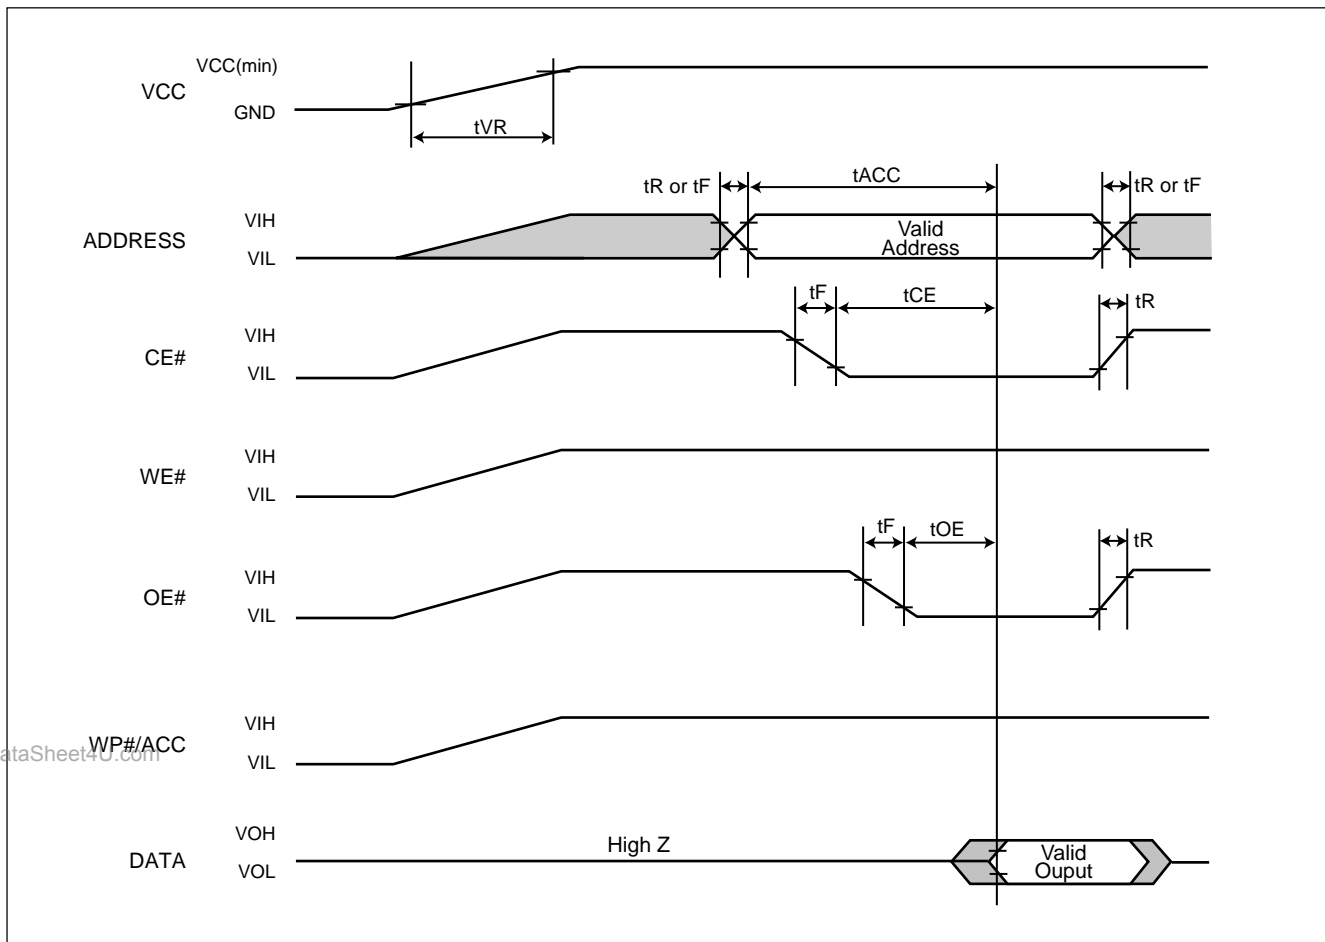 VCC(min)
VCC
GND
tVR
tR or tF
tACC
tR or tF
VIH
ADDRESS
VIL
Valid
Address
tF
tCE
tR
VIH
CE#
VIL
VIH
WE#
VIL
tF
tOE
tR
VIH
OE#
VIL
VIH
WP#/ACC
VIL
ataSheet4U.com
VOH
High Z
DATA
VOL
Valid
Ouput